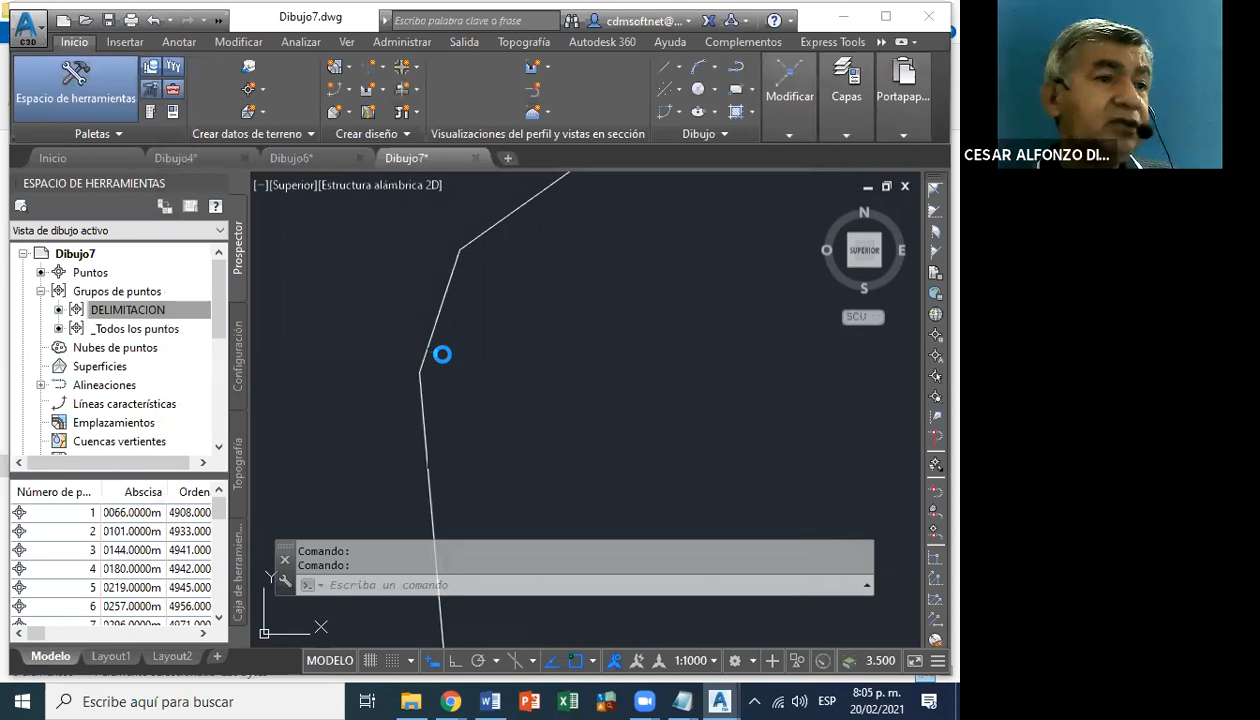 Dibujo7.dwg
Escriba palabra clave o frase
cdmsoftnet@...
C3D
Inicio Insertar Anotar Modificar Analizar Ver Administrar Salida Topografía Autodesk 360 Ayuda Complementos Express Tools
Espacio de herramientas
Modificar Capas Portapap...
Paletas Crear datos de terreno Crear diseño Visualizaciones del perfil y vistas en sección Dibujo
Inicio Dibujo4* Dibujo6* Dibujo7*
CESAR ALFONZO DI...
ESPACIO DE HERRAMIENTAS
[−][Superior][Estructura alámbrica 2D]
Vista de dibujo activo
Dibujo7
Puntos
Grupos de puntos
DELIMITACION
_Todos los puntos
Nubes de puntos
Superficies
Alineaciones
Líneas características
Emplazamientos
Cuencas vertientes
Prospector
Configuración
Topografía
Caja de herramien...
N
O SUPERIOR E
S
SCU
Número de p... Abscisa Orden
1 0066.0000m 4908.000
2 0101.0000m 4933.000
3 0144.0000m 4941.000
4 0180.0000m 4942.000
5 0219.0000m 4945.000
6 0257.0000m 4956.000
7 0296.0000m 4971.000
Comando:
Comando:
Escriba un comando
Y
X
Modelo Layout1 Layout2 +
MODELO 1:1000 3.500
Escribe aquí para buscar
ESP
8:05 p. m.
20/02/2021